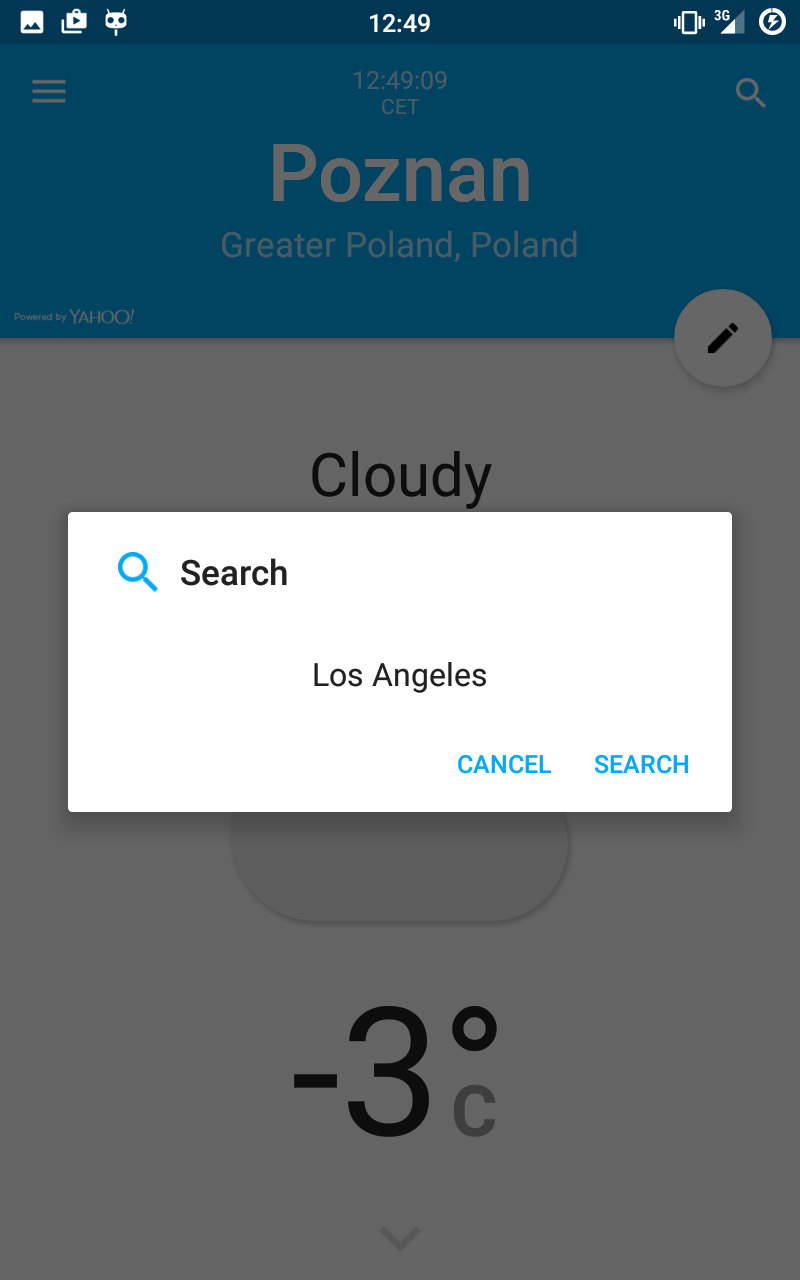 12:49
3G
12:49:09
CET
Poznan
Greater Poland, Poland
Powered by YAHOO!
Cloudy
Search
Los Angeles
CANCEL SEARCH
-3°
C